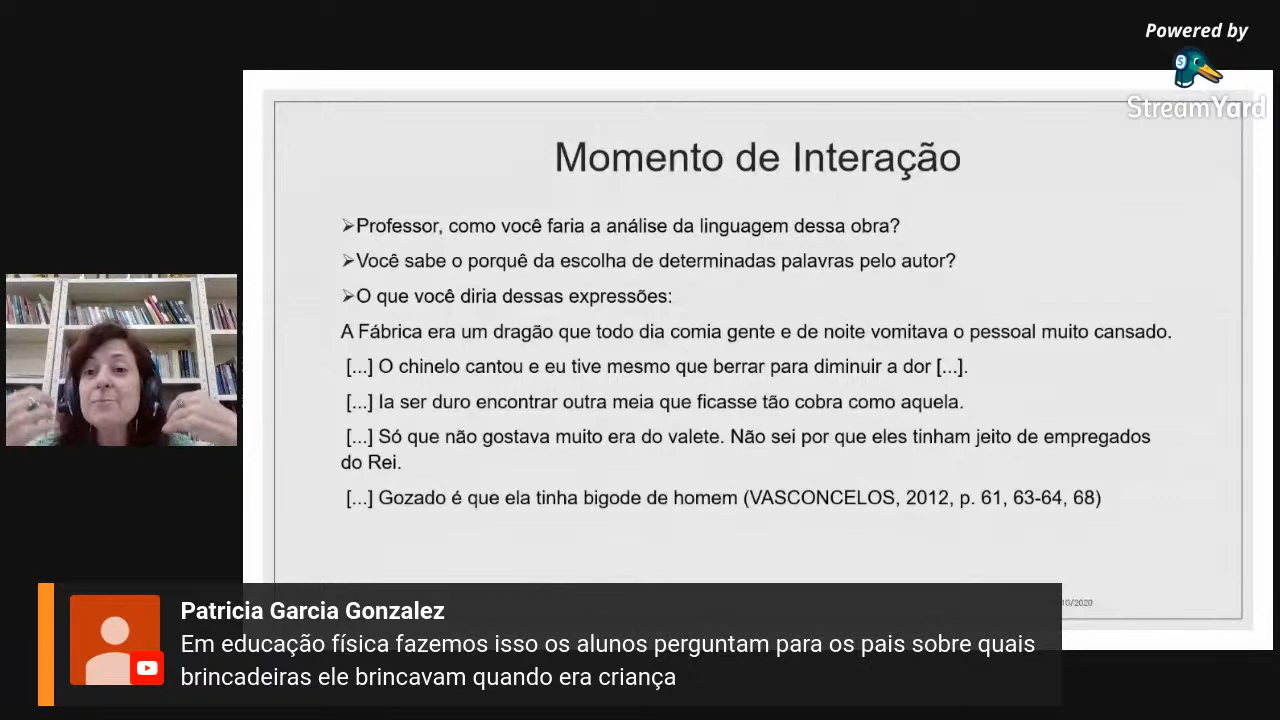 Powered by
StreamYard
Momento de Interação
➢Professor, como você faria a análise da linguagem dessa obra?
➢Você sabe o porquê da escolha de determinadas palavras pelo autor?
➢O que você diria dessas expressões:
A Fábrica era um dragão que todo dia comia gente e de noite vomitava o pessoal muito cansado.
[...] O chinelo cantou e eu tive mesmo que berrar para diminuir a dor [...].
[...] Ia ser duro encontrar outra meia que ficasse tão cobra como aquela.
[...] Só que não gostava muito era do valete. Não sei por que eles tinham jeito de empregados
do Rei.
[...] Gozado é que ela tinha bigode de homem (VASCONCELOS, 2012, p. 61, 63-64, 68)
10/2020
Patricia Garcia Gonzalez
Em educação física fazemos isso os alunos perguntam para os pais sobre quais
brincadeiras ele brincavam quando era criança